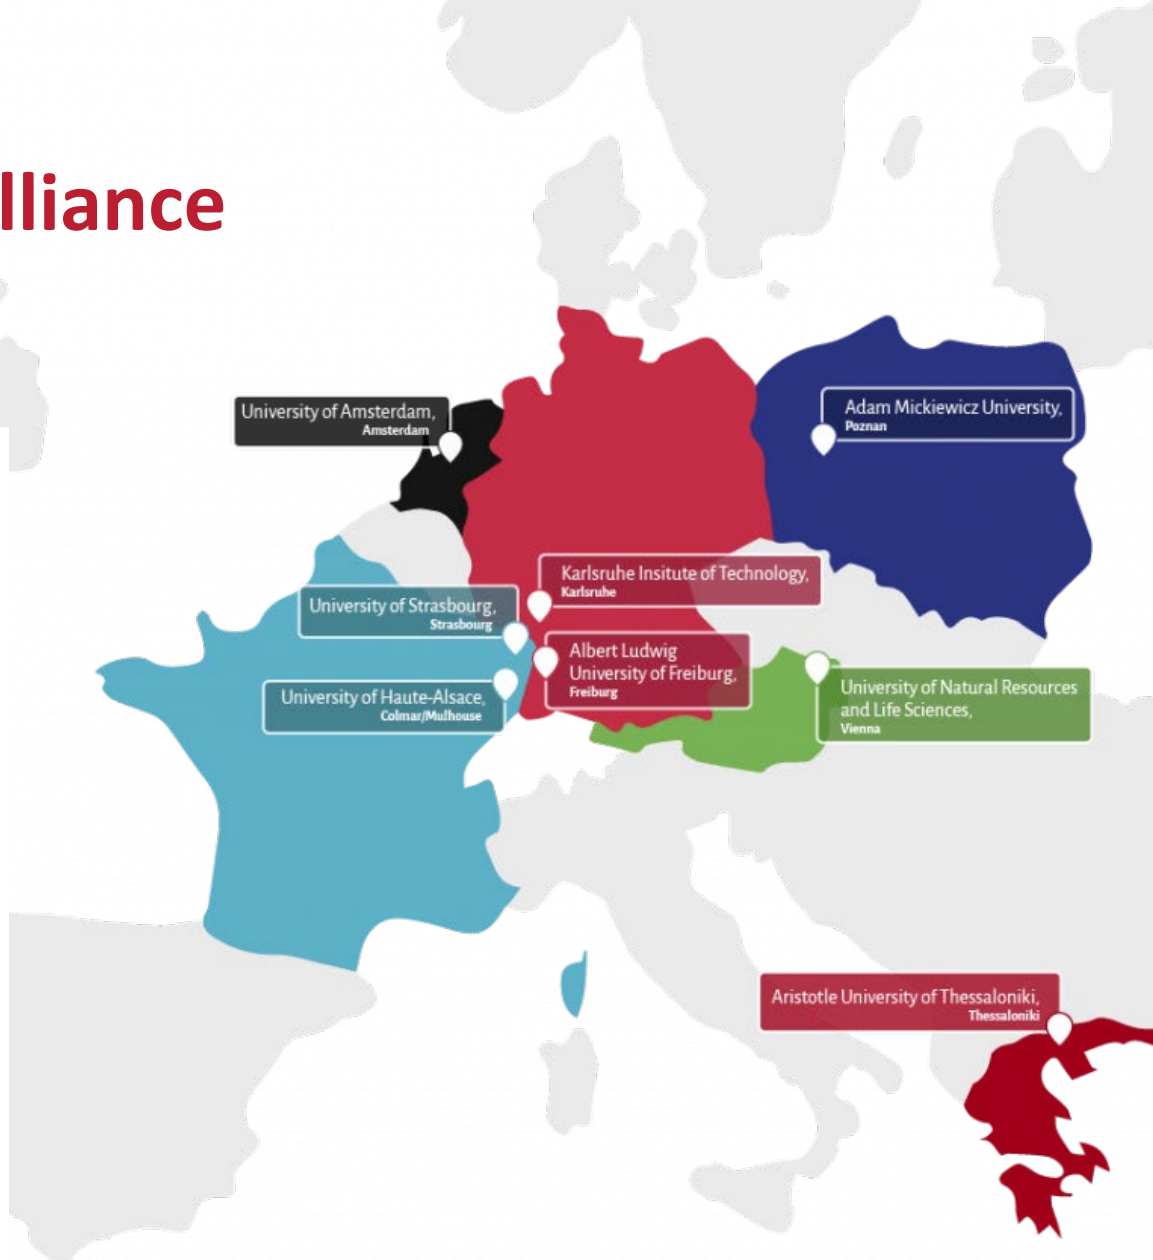 lliance
University of Amsterdam,
Amsterdam
Adam Mickiewicz University,
Poznan
Karlsruhe Insitute of Technology,
Karlsruhe
University of Strasbourg,
Strasbourg
Albert Ludwig
University of Freiburg,
Freiburg
University of Haute-Alsace,
Colmar/Mulhouse
University of Natural Resources
and Life Sciences,
Vienna
Aristotle University of Thessaloniki,
Thessaloniki